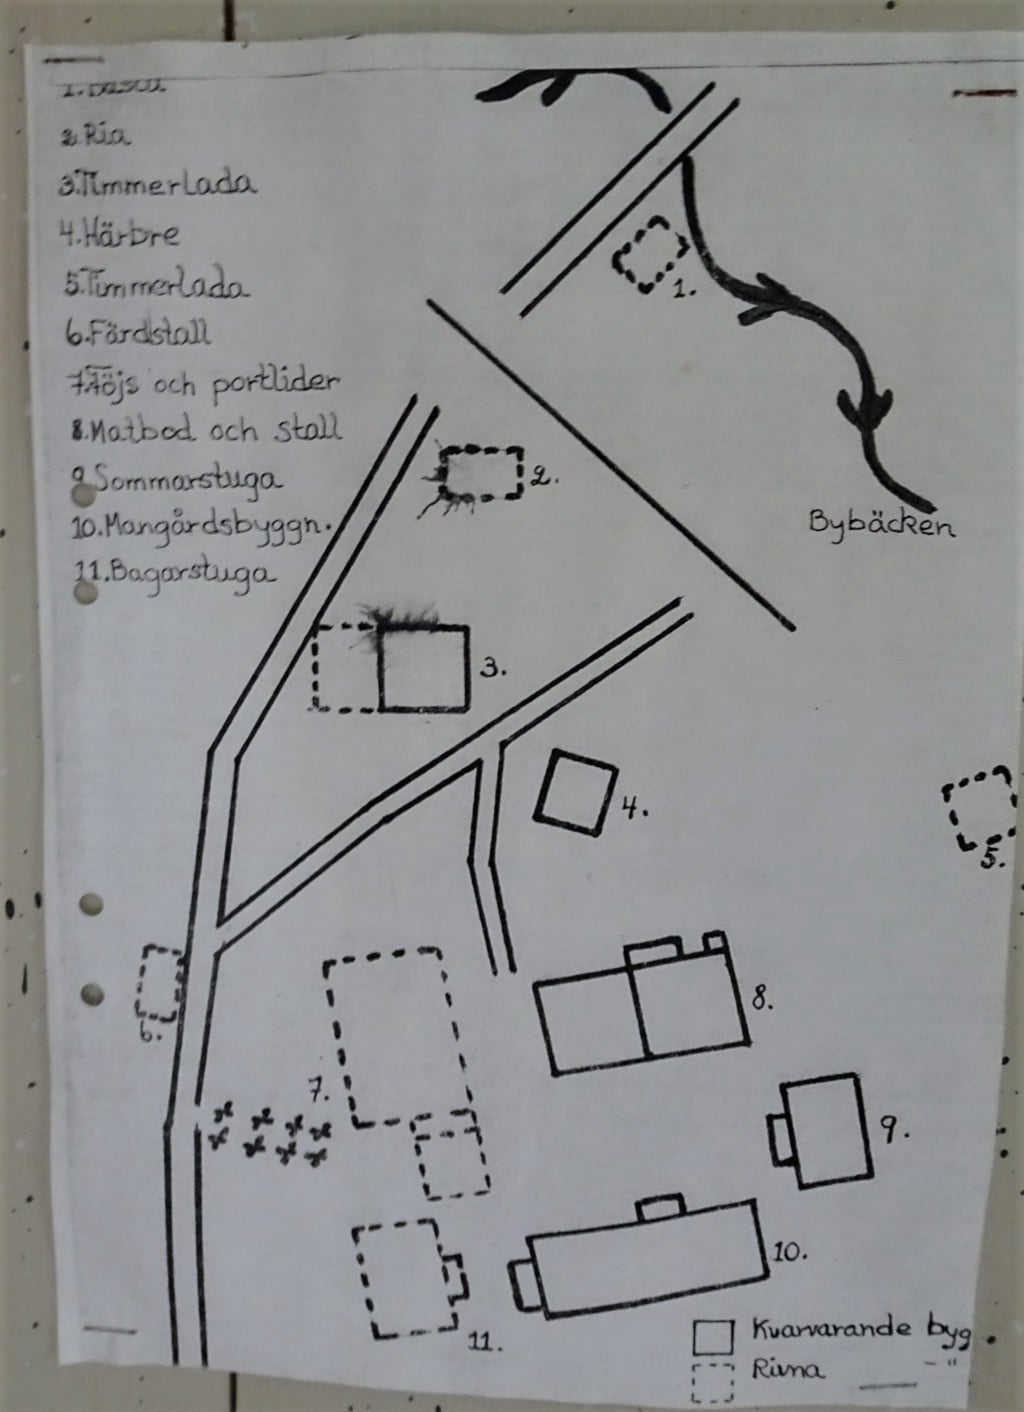 1.Bastu
2.Ria
3.Timmerlada
4.Härbre
5.Timmerlada
6.Färdstall
7.Föjs och portlider
8.Matbod och stall
9.Sommarstuga
10.Mangårdsbyggn.
11.Bagarstuga
1.
2.
Bybäcken
3.
4.
5.
8.
6.
7.
9.
10.
11.
Kvarvarande byg.
Rivna -"-